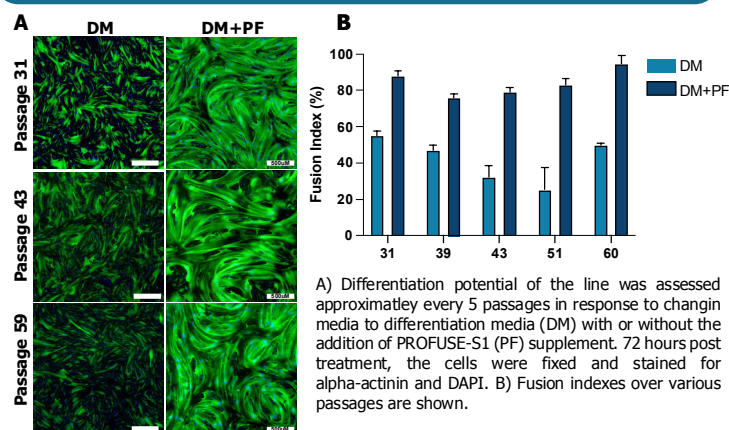 A
DM
DM+PF
Passage 31
500uM
Passage 43
500uM
Passage 59
500uM
B
Fusion Index (%)
100
80
60
40
20
0
31 39 43 51 60
DM
DM+PF
A) Differentiation potential of the line was assessed
approximatley every 5 passages in response to changin
media to differentiation media (DM) with or without the
addition of PROFUSE-S1 (PF) supplement. 72 hours post
treatment, the cells were fixed and stained for
alpha-actinin and DAPI. B) Fusion indexes over various
passages are shown.